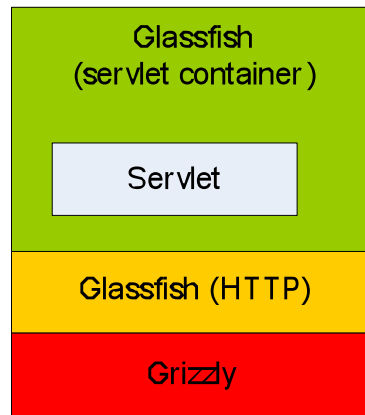 Glassfish
(servlet container)
Servlet
Glassfish (HTTP)
Grizzly